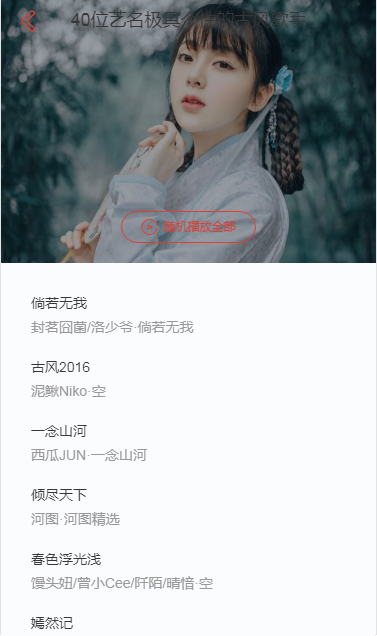 40位艺名极具个性的古风歌手
随机播放全部
倘若无我
封茗囧菌/洛少爷·倘若无我
古风2016
泥鳅Niko·空
一念山河
西瓜JUN·一念山河
倾尽天下
河图·河图精选
春色浮光浅
馒头妞/曾小Cee/阡陌/晴愔·空
嫣然记